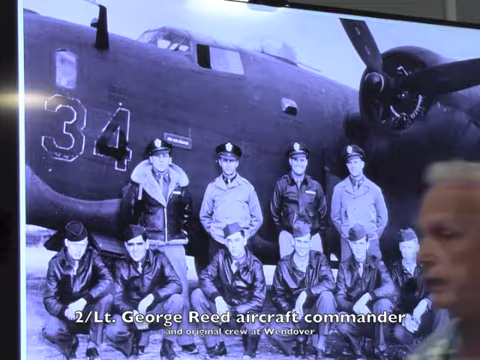 34
2/Lt. George Reed aircraft commander
and original crew at Wendover